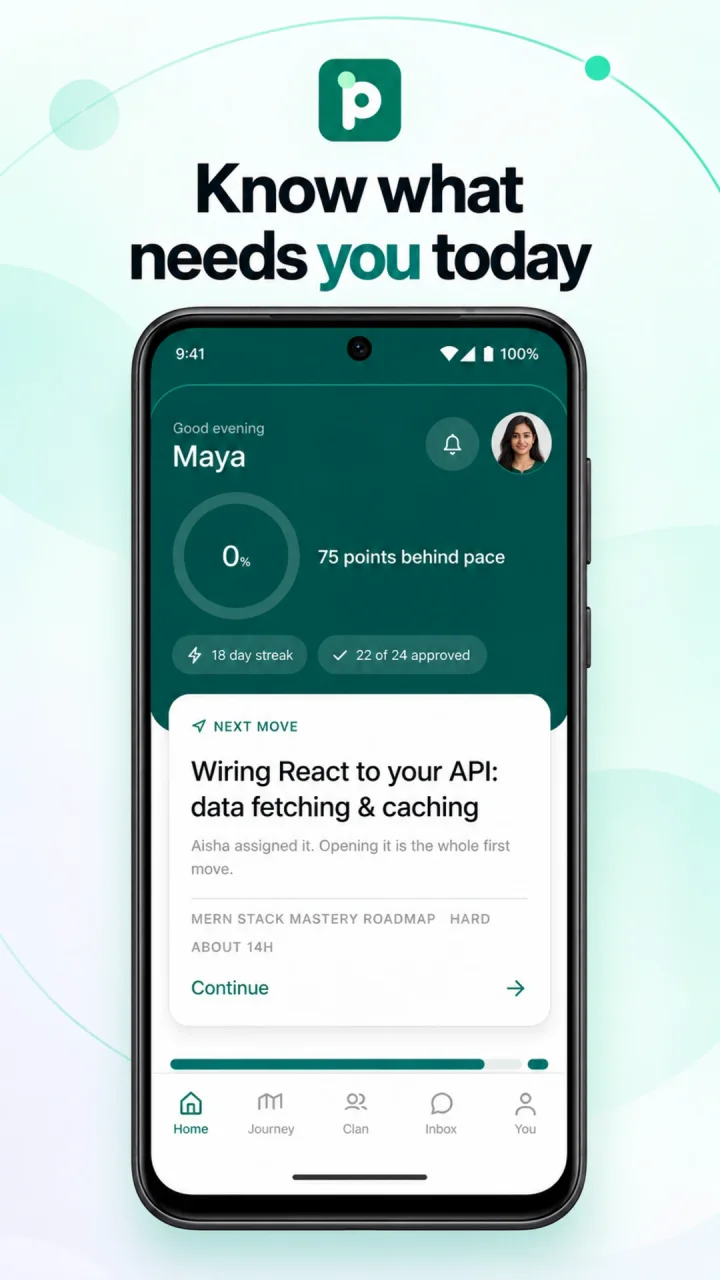 p
Know what
needs you today
9:41
100%
Good evening
Maya
0%
75 points behind pace
18 day streak
22 of 24 approved
NEXT MOVE
Wiring React to your API:
data fetching & caching
Aisha assigned it. Opening it is the whole first
move.
MERN STACK MASTERY ROADMAP HARD
ABOUT 14H
Continue
Home
Journey
Clan
Inbox
You